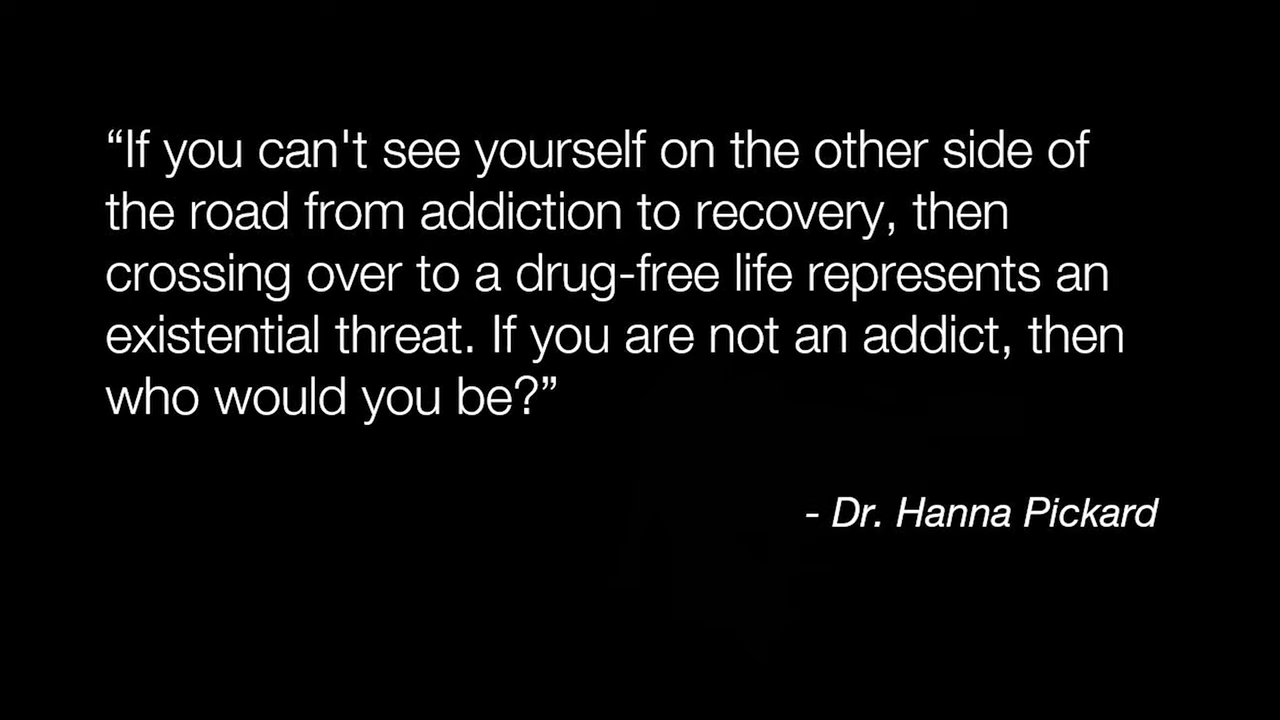 “If you can't see yourself on the other side of
the road from addiction to recovery, then
crossing over to a drug-free life represents an
existential threat. If you are not an addict, then
who would you be?”
- Dr. Hanna Pickard